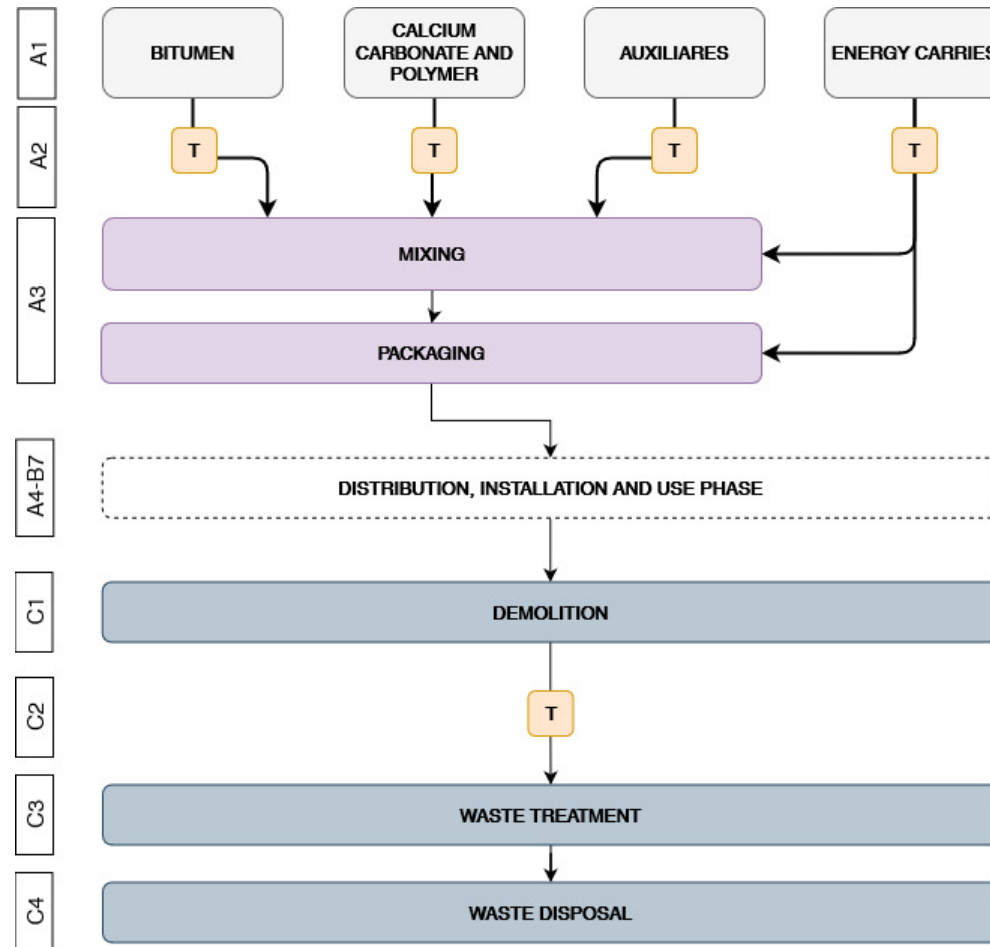 A1
BITUMEN
CALCIUM
CARBONATE AND
POLYMER
AUXILIARES
ENERGY CARRIES
A2
T
T
T
T
A3
MIXING
PACKAGING
A4-B7
DISTRIBUTION, INSTALLATION AND USE PHASE
C1
DEMOLITION
C2
T
C3
WASTE TREATMENT
C4
WASTE DISPOSAL